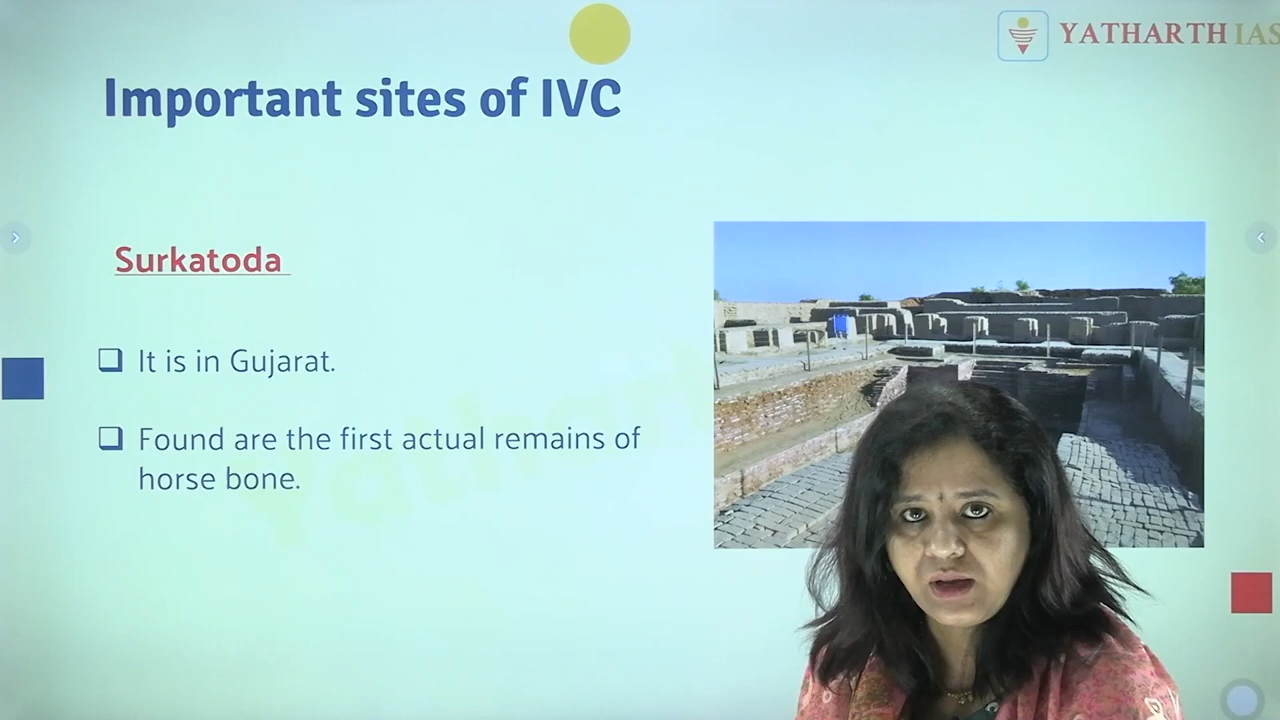 YATHARTH IAS
Important sites of IVC
Surkatoda
❑ It is in Gujarat.
❑ Found are the first actual remains of
horse bone.